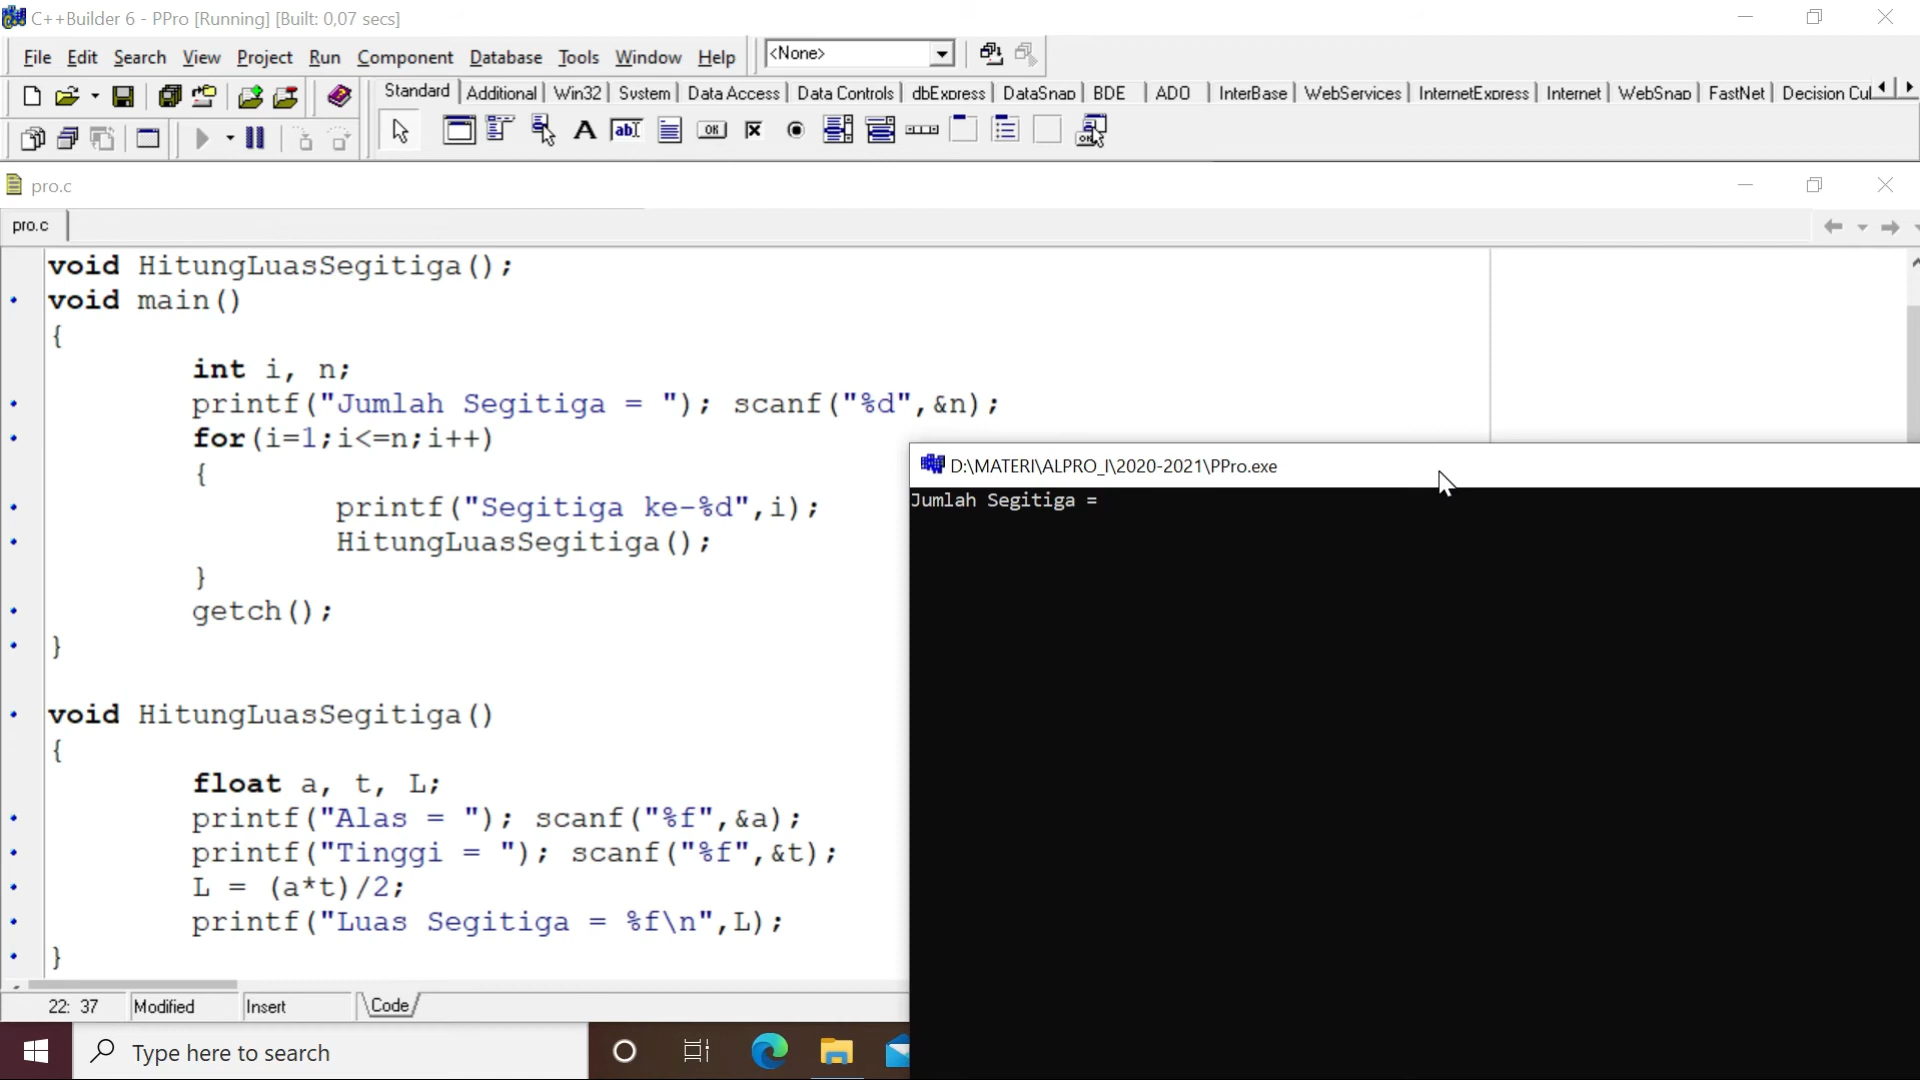 C++Builder 6 - PPro [Running] [Built: 0,07 secs]
File Edit Search View Project Run Component Database Tools Window Help <None>
Standard Additional Win32 System Data Access Data Controls dbExpress DataSnap BDE ADO InterBase WebServices InternetExpress Internet WebSnap FastNet Decision Cul
pro.c
pro.c
void HitungLuasSegitiga();
void main()
{
int i, n;
printf("Jumlah Segitiga = "); scanf("%d",&n);
for(i=1;i<=n;i++)
{
printf("Segitiga ke-%d",i);
HitungLuasSegitiga();
}
getch();
}
void HitungLuasSegitiga()
{
float a, t, L;
printf("Alas = "); scanf("%f",&a);
printf("Tinggi = "); scanf("%f",&t);
L = (a*t)/2;
printf("Luas Segitiga = %f\n",L);
}
D:\MATERI\ALPRO_I\2020-2021\PPro.exe
Jumlah Segitiga =
22: 37 Modified Insert \Code/
Type here to search